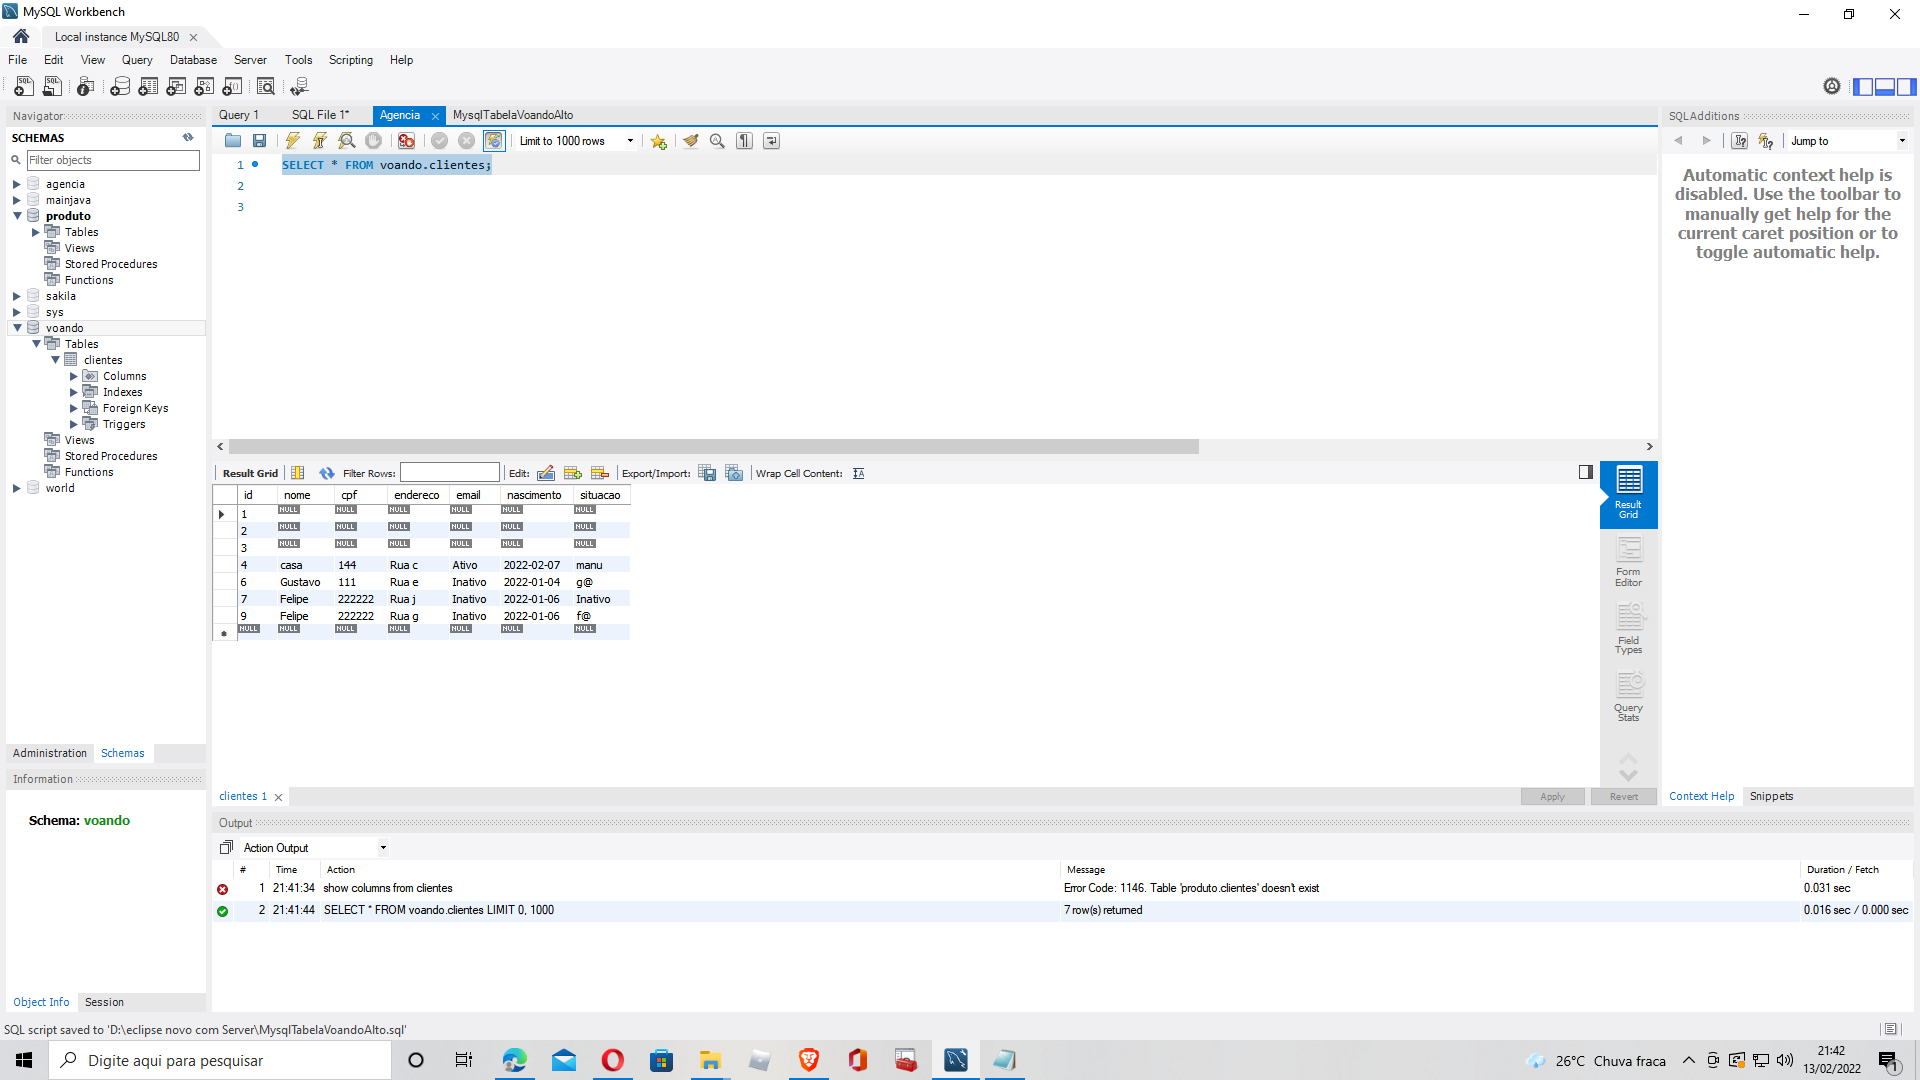 MySQL Workbench
Local instance MySQL80
File Edit View Query Database Server Tools Scripting Help
Navigator
SCHEMAS
Filter objects
agencia
mainjava
produto
Tables
Views
Stored Procedures
Functions
sakila
sys
voando
Tables
clientes
Columns
Indexes
Foreign Keys
Triggers
Views
Stored Procedures
Functions
world
Administration Schemas
Information
Schema: voando
Object Info Session
Query 1 SQL File 1* Agencia MysqlTabelaVoandoAlto
Limit to 1000 rows
1 SELECT * FROM voando.clientes;
2
3
Result Grid Filter Rows: Edit: Export/Import: Wrap Cell Content:
id nome cpf endereco email nascimento situacao
1 NULL NULL NULL NULL NULL NULL
2 NULL NULL NULL NULL NULL NULL
3 NULL NULL NULL NULL NULL NULL
4 casa 144 Rua c Ativo 2022-02-07 manu
6 Gustavo 111 Rua e Inativo 2022-01-04 g@
7 Felipe 222222 Rua j Inativo 2022-01-06 Inativo
9 Felipe 222222 Rua g Inativo 2022-01-06 f@
NULL NULL NULL NULL NULL NULL NULL
Result
Grid
Form
Editor
Field
Types
Query
Stats
clientes 1
Apply Revert
SQLAdditions
Jump to
Automatic context help is
disabled. Use the toolbar to
manually get help for the
current caret position or to
toggle automatic help.
Context Help Snippets
Output
Action Output
# Time Action Message Duration / Fetch
1 21:41:34 show columns from clientes Error Code: 1146. Table 'produto.clientes' doesn't exist 0.031 sec
2 21:41:44 SELECT * FROM voando.clientes LIMIT 0, 1000 7 row(s) returned 0.016 sec / 0.000 sec
SQL script saved to 'D:\eclipse novo com Server\MysqlTabelaVoandoAlto.sql'
Digite aqui para pesquisar
26°C Chuva fraca
21:42
13/02/2022
1